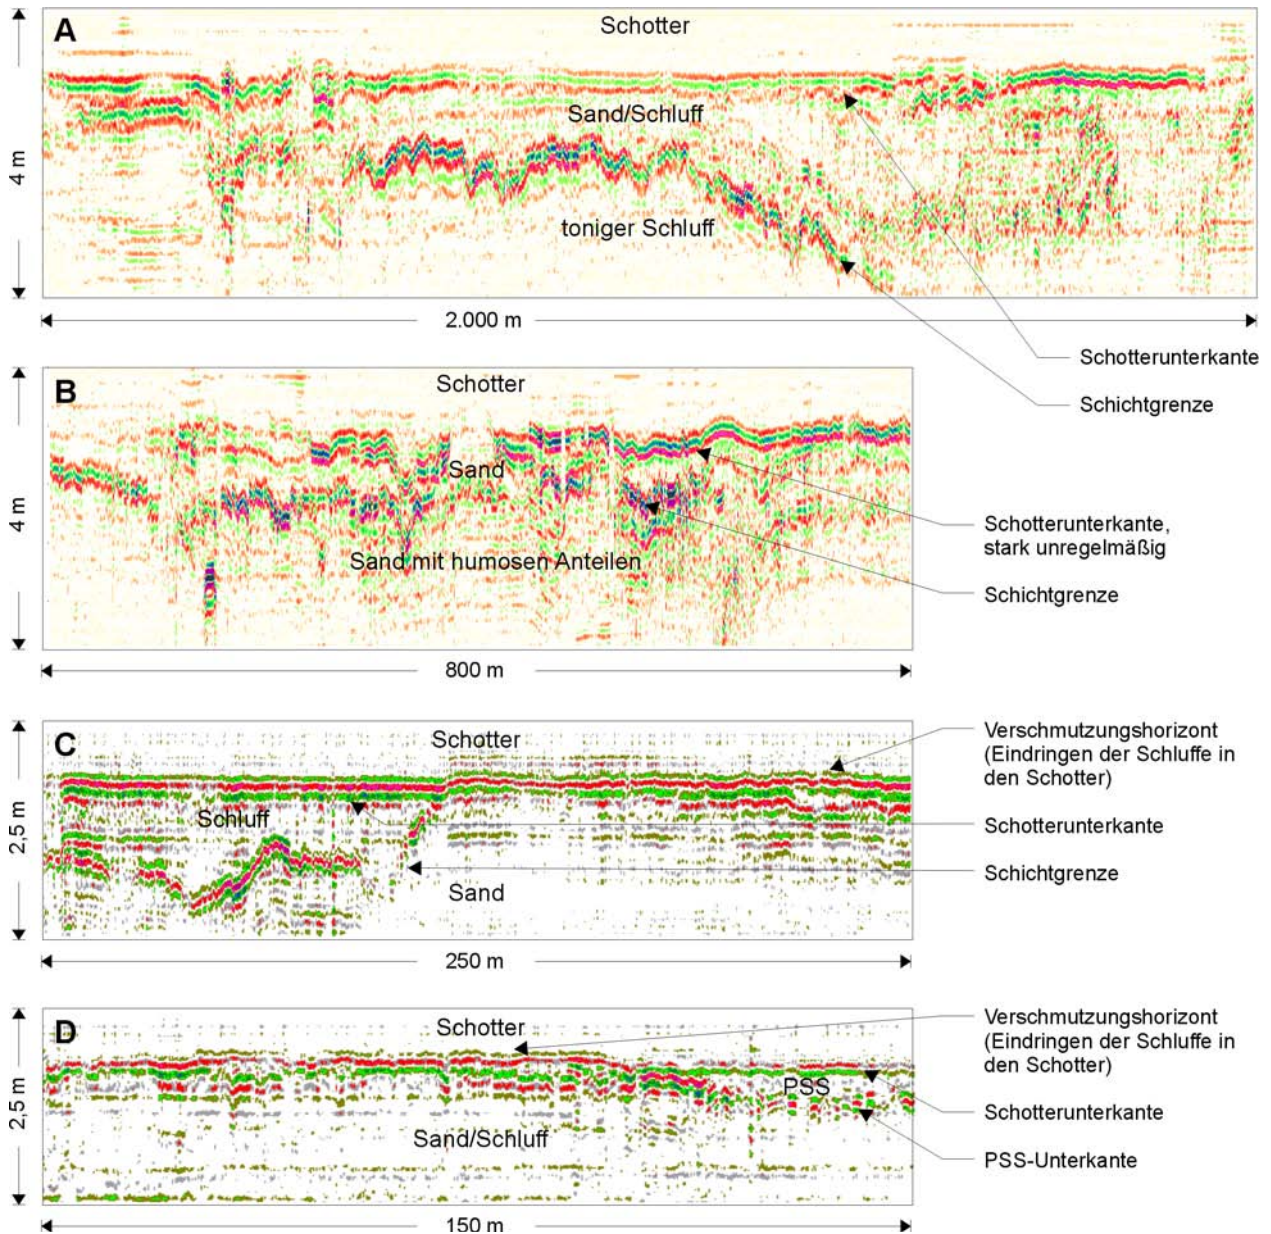 A
Schotter
Sand/Schluff
toniger Schluff
4 m
2.000 m
Schotterunterkante
Schichtgrenze
B
Schotter
Sand
Sand mit humosen Anteilen
4 m
800 m
Schotterunterkante,
stark unregelmäßig
Schichtgrenze
C
Schotter
Schluff
Sand
2,5 m
250 m
Verschmutzungshorizont
(Eindringen der Schluffe in
den Schotter)
Schotterunterkante
Schichtgrenze
D
Schotter
PSS
Sand/Schluff
2,5 m
150 m
Verschmutzungshorizont
(Eindringen der Schluffe in
den Schotter)
Schotterunterkante
PSS-Unterkante